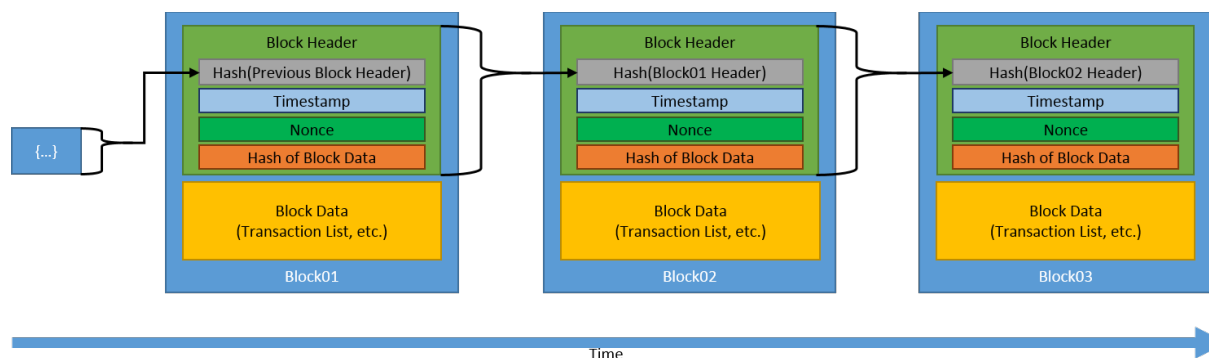 {...}
Block Header
Hash(Previous Block Header)
Timestamp
Nonce
Hash of Block Data
Block Data
(Transaction List, etc.)
Block01
Block Header
Hash(Block01 Header)
Timestamp
Nonce
Hash of Block Data
Block Data
(Transaction List, etc.)
Block02
Block Header
Hash(Block02 Header)
Timestamp
Nonce
Hash of Block Data
Block Data
(Transaction List, etc.)
Block03
Time